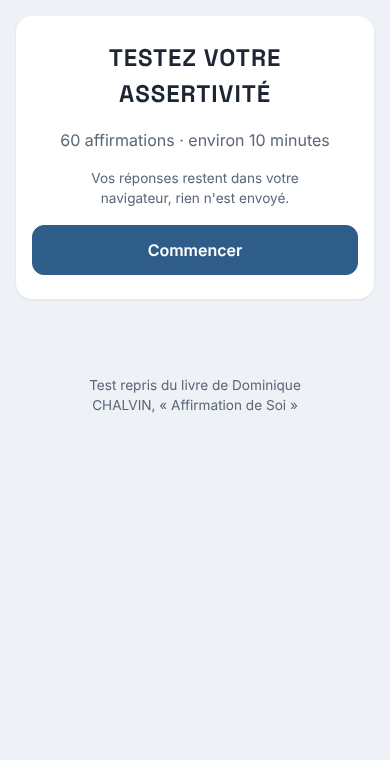 TESTEZ VOTRE
ASSERTIVITÉ
60 affirmations · environ 10 minutes
Vos réponses restent dans votre
navigateur, rien n'est envoyé.
Commencer
Test repris du livre de Dominique
CHALVIN, « Affirmation de Soi »